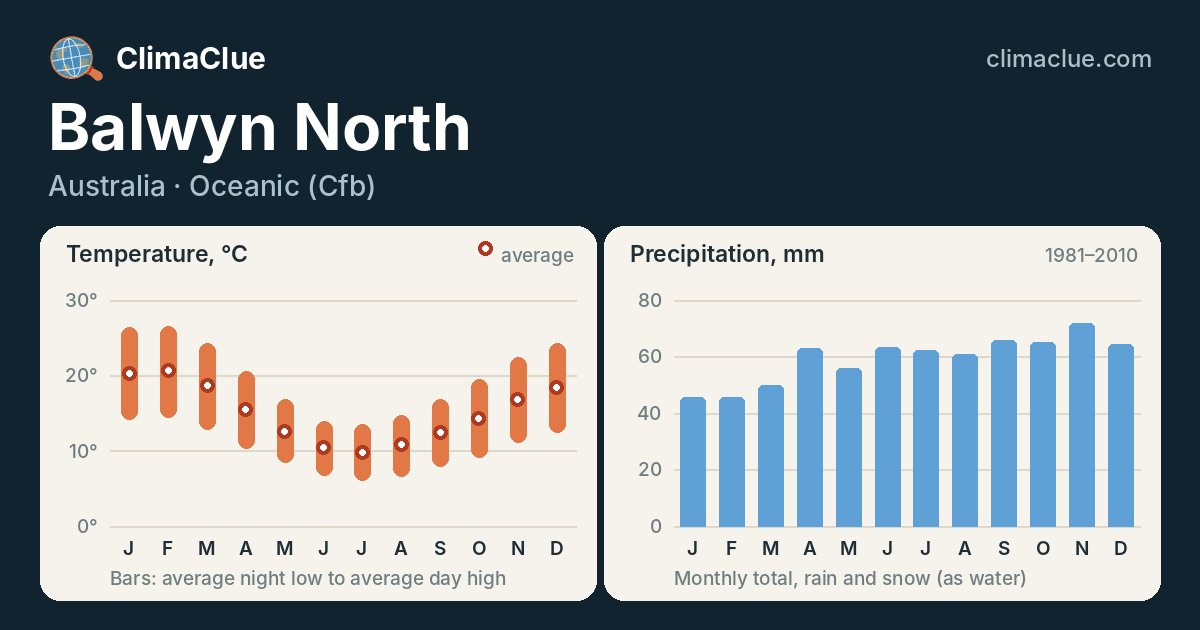 ClimaClue
climaclue.com
Balwyn North
Australia · Oceanic (Cfb)
Temperature, °C
average
30°
20°
10°
0°
J F M A M J J A S O N D
Bars: average night low to average day high
Precipitation, mm
1981–2010
80
60
40
20
0
J F M A M J J A S O N D
Monthly total, rain and snow (as water)